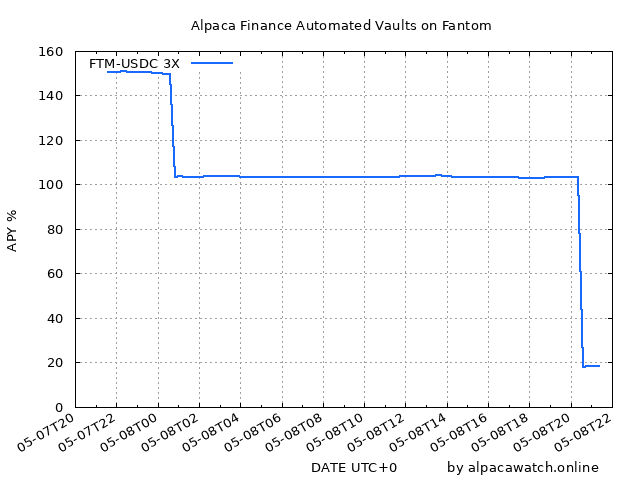 Alpaca Finance Automated Vaults on Fantom
FTM-USDC 3X
APY %
160
140
120
100
80
60
40
20
0
05-07T20
05-07T22
05-08T00
05-08T02
05-08T04
05-08T06
05-08T08
05-08T10
05-08T12
05-08T14
05-08T16
05-08T18
05-08T20
05-08T22
DATE UTC+0
by alpacawatch.online